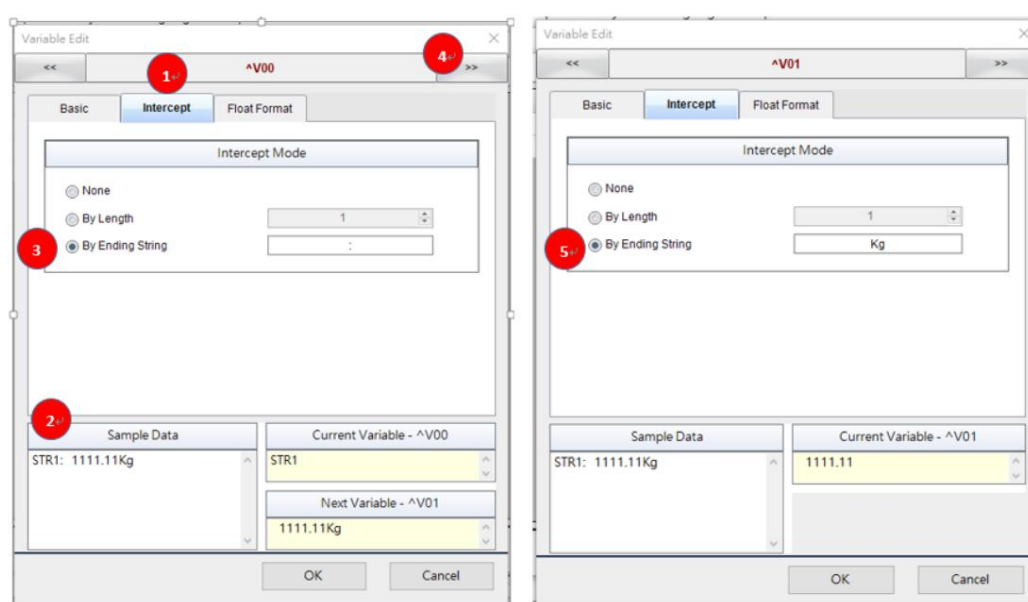 Variable Edit
<< ^V00 >>
1
4
Basic Intercept Float Format
Intercept Mode
None
By Length 1
3 By Ending String :
2
Sample Data
STR1: 1111.11Kg
Current Variable - ^V00
STR1
Next Variable - ^V01
1111.11Kg
OK Cancel
Variable Edit
<< ^V01 >>
Basic Intercept Float Format
Intercept Mode
None
By Length 1
5 By Ending String Kg
Sample Data
STR1: 1111.11Kg
Current Variable - ^V01
1111.11
OK Cancel